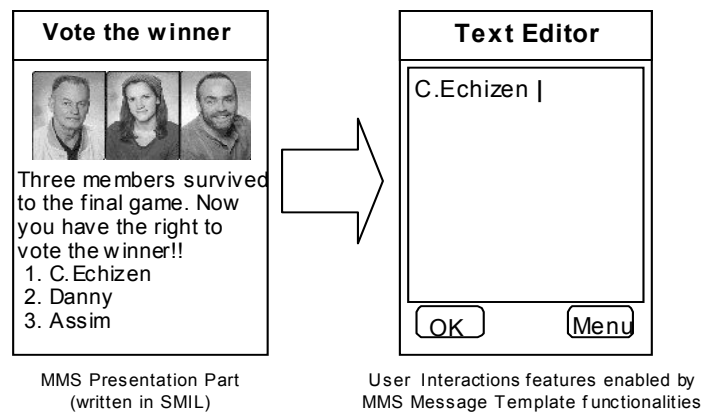 Vote the winner
Three members survived
to the final game. Now
you have the right to
vote the winner!!
1. C.Echizen
2. Danny
3. Assim
MMS Presentation Part
(written in SMIL)
Text Editor
C.Echizen |
OK
Menu
User Interactions features enabled by
MMS Message Template functionalities